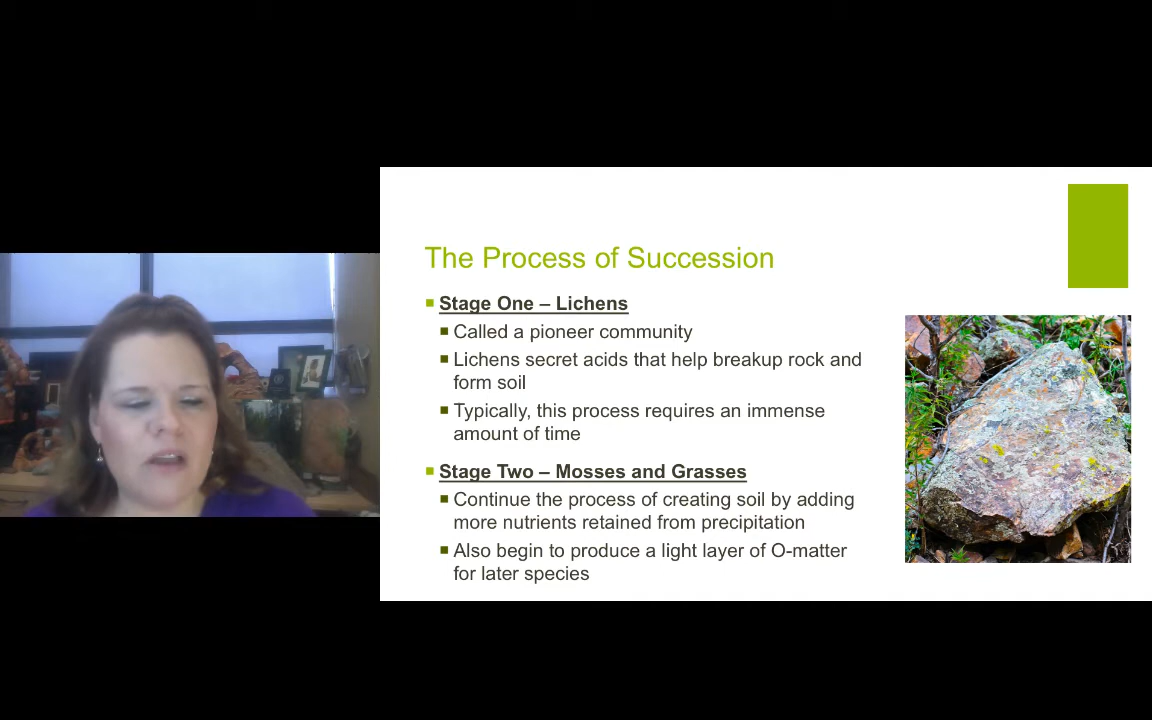 The Process of Succession
Stage One – Lichens
Called a pioneer community
Lichens secret acids that help breakup rock and
form soil
Typically, this process requires an immense
amount of time
Stage Two – Mosses and Grasses
Continue the process of creating soil by adding
more nutrients retained from precipitation
Also begin to produce a light layer of O-matter
for later species